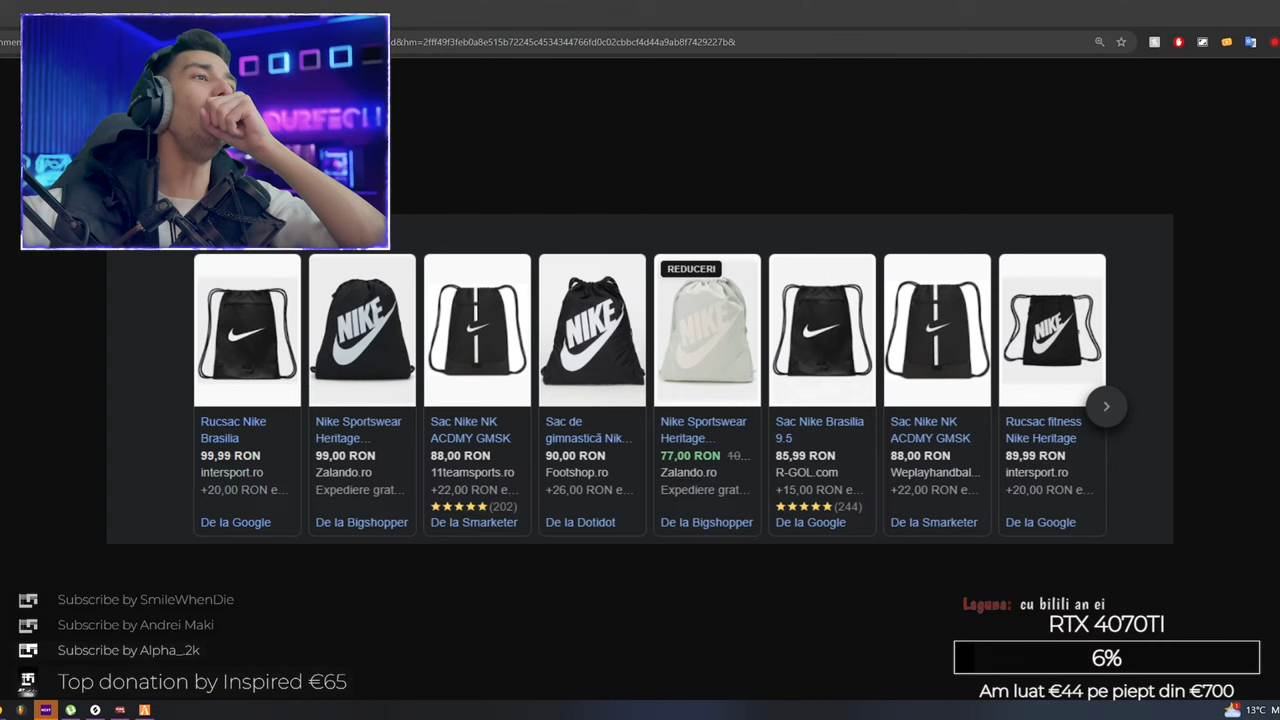 d&hm=2fff49f3feb0a8e515b72245c4534344766fd0c02cbbcf4d44a9ab8f7429227b&
REDUCERI
NIKE
NIKE
NIKE
NIKE
Rucsac Nike Brasilia
99,99 RON
intersport.ro
+20,00 RON e...
De la Google
Nike Sportswear Heritage...
99,00 RON
Zalando.ro
Expediere grat...
De la Bigshopper
Sac Nike NK ACDMY GMSK
88,00 RON
11teamsports.ro
+22,00 RON e...
(202)
De la Smarketer
Sac de gimnastică Nik...
90,00 RON
Footshop.ro
+26,00 RON e...
De la Dotidot
Nike Sportswear Heritage...
77,00 RON 10...
Zalando.ro
Expediere grat...
De la Bigshopper
Sac Nike Brasilia 9.5
85,99 RON
R-GOL.com
+15,00 RON e...
(244)
De la Google
Sac Nike NK ACDMY GMSK
88,00 RON
Weplayhandbal...
+22,00 RON e...
De la Smarketer
Rucsac fitness Nike Heritage
89,99 RON
intersport.ro
+20,00 RON e...
De la Google
Subscribe by SmileWhenDie
Subscribe by Andrei Maki
Subscribe by Alpha_2k
Top donation by Inspired €65
Laguna: cu bilili an ei
RTX 4070TI
6%
Am luat €44 pe piept din €700
13°C M